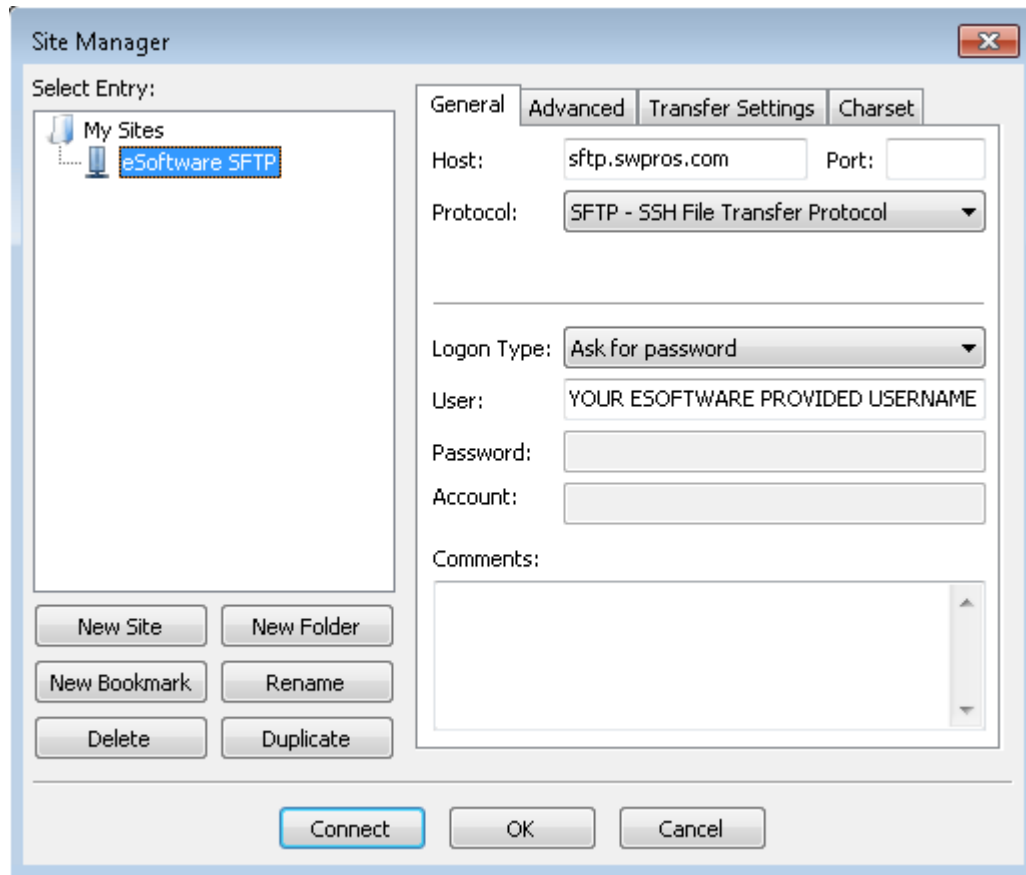 Site Manager
Select Entry:
My Sites
eSoftware SFTP
New Site
New Folder
New Bookmark
Rename
Delete
Duplicate
General
Advanced
Transfer Settings
Charset
Host:
sftp.swpros.com
Port:
Protocol:
SFTP - SSH File Transfer Protocol
Logon Type:
Ask for password
User:
YOUR ESOFTWARE PROVIDED USERNAME
Password:
Account:
Comments:
Connect
OK
Cancel